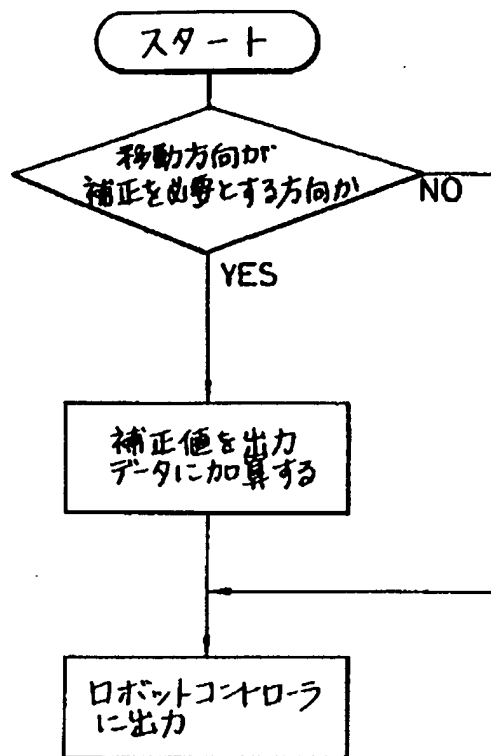 スタート
移動方向が
補正を必要とする方向か
NO
YES
補正値を出力
データに加算する
ロボットコントローラ
に出力